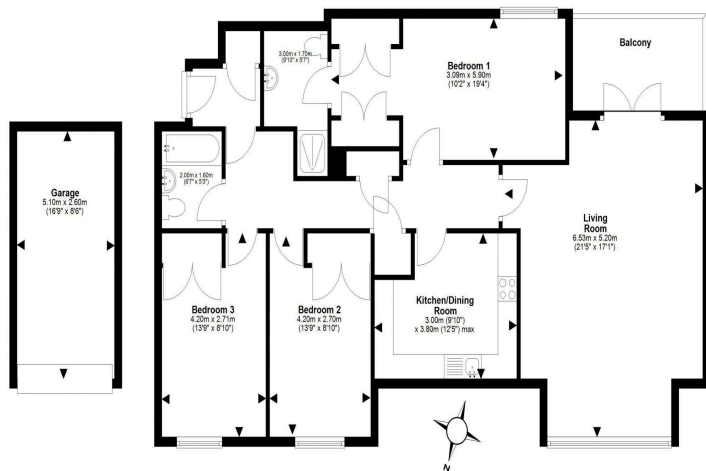 Balcony
3.00m x 1.70m
(9'10" x 5'7")
Bedroom 1
3.09m x 5.90m
(10'2" x 19'4")
Garage
5.10m x 2.60m
(16'9" x 8'6")
2.00m x 1.60m
(6'7" x 5'3")
Living
Room
6.53m x 5.20m
(21'5" x 17'1")
Bedroom 3
4.20m x 2.71m
(13'9" x 8'10")
Bedroom 2
4.20m x 2.70m
(13'9" x 8'10")
Kitchen/Dining
Room
3.00m (9'10")
x 3.80m (12'5") max
N